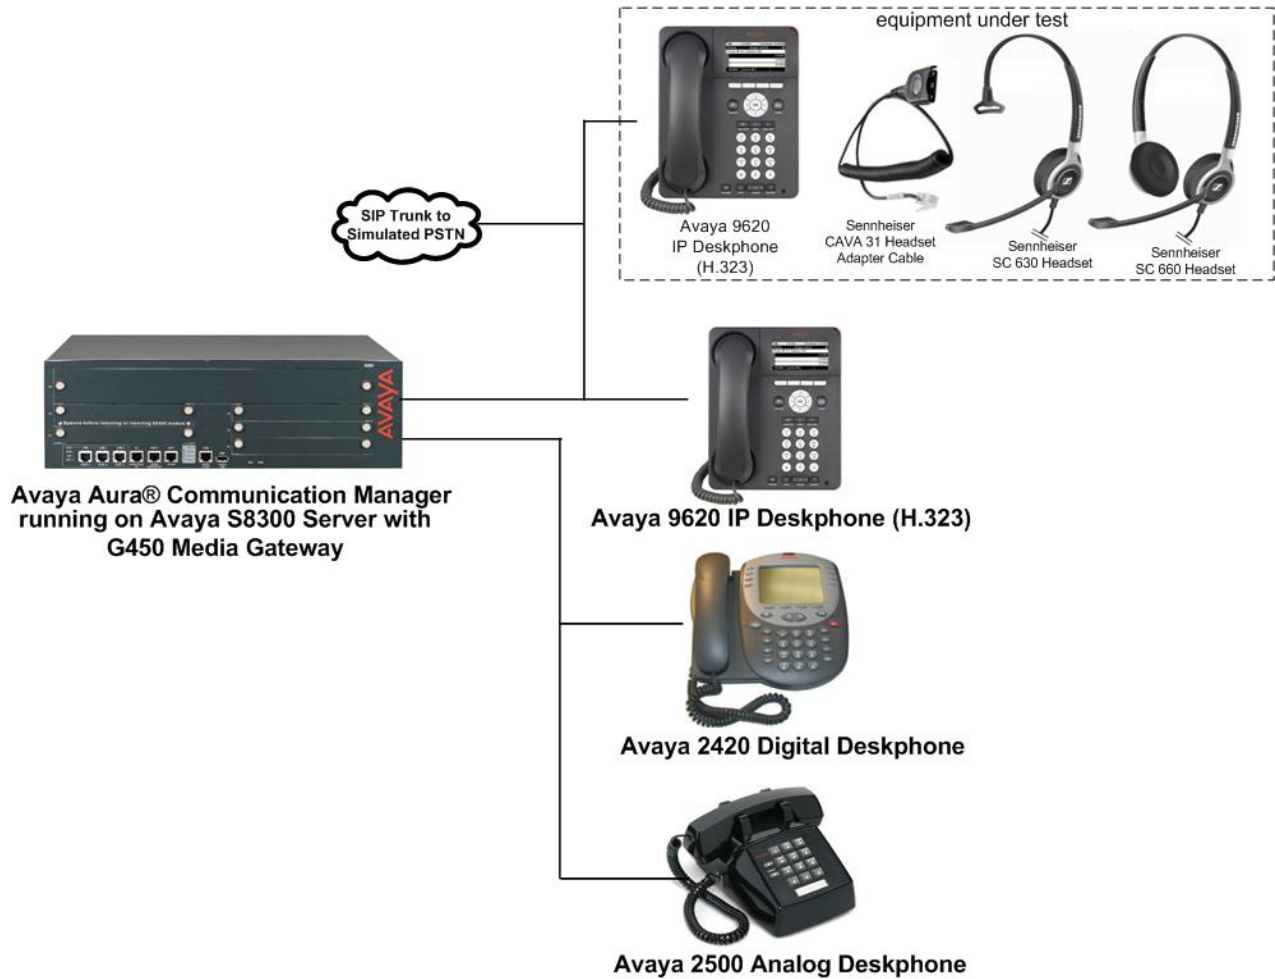 equipment under test
Avaya 9620
IP Deskphone
(H.323)
Sennheiser
CAVA 31 Headset
Adapter Cable
Sennheiser
SC 630 Headset
Sennheiser
SC 660 Headset
SIP Trunk to
Simulated PSTN
AVAYA
Avaya Aura® Communication Manager
running on Avaya S8300 Server with
G450 Media Gateway
Avaya 9620 IP Deskphone (H.323)
Avaya 2420 Digital Deskphone
Avaya 2500 Analog Deskphone